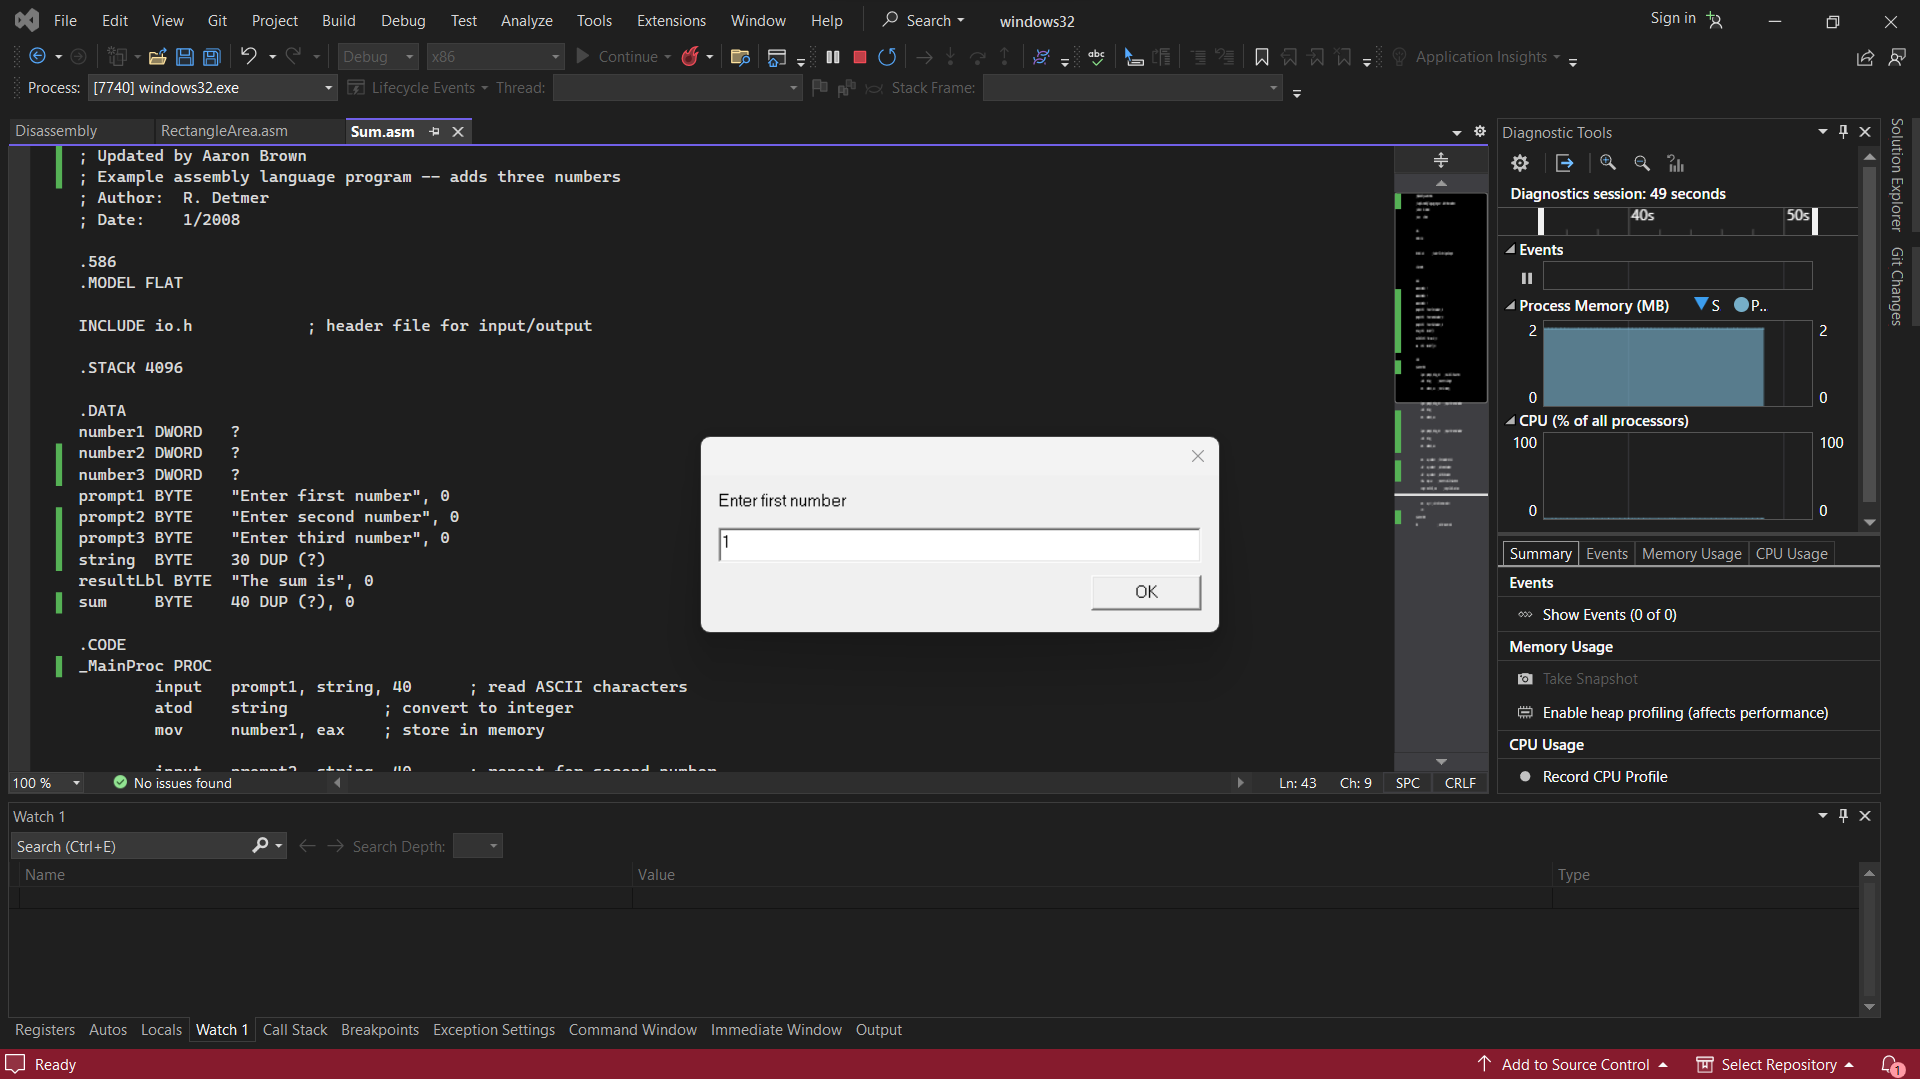 File Edit View Git Project Build Debug Test Analyze Tools Extensions Window Help Search windows32 Sign in
Debug x86 Continue Application Insights
Process: [7740] windows32.exe Lifecycle Events Thread: Stack Frame:
Disassembly RectangleArea.asm Sum.asm
; Updated by Aaron Brown
; Example assembly language program -- adds three numbers
; Author:  R. Detmer
; Date:    1/2008
.586
.MODEL FLAT
INCLUDE io.h            ; header file for input/output
.STACK 4096
.DATA
number1 DWORD   ?
number2 DWORD   ?
number3 DWORD   ?
prompt1 BYTE    "Enter first number", 0
prompt2 BYTE    "Enter second number", 0
prompt3 BYTE    "Enter third number", 0
string  BYTE    30 DUP (?)
resultLbl BYTE  "The sum is", 0
sum     BYTE    40 DUP (?), 0
.CODE
_MainProc PROC
input   prompt1, string, 40      ; read ASCII characters
atod    string          ; convert to integer
mov     number1, eax    ; store in memory
input   prompt2, string, 40      ; repeat for second number
100 % No issues found Ln: 43 Ch: 9 SPC CRLF
Enter first number
1
OK
Diagnostic Tools
Diagnostics session: 49 seconds
40s 50s
Events
Process Memory (MB) S P..
2 2
0 0
CPU (% of all processors)
100 100
0 0
Summary Events Memory Usage CPU Usage
Events
Show Events (0 of 0)
Memory Usage
Take Snapshot
Enable heap profiling (affects performance)
CPU Usage
Record CPU Profile
Solution Explorer
Git Changes
Watch 1
Search (Ctrl+E) Search Depth:
Name Value Type
Registers Autos Locals Watch 1 Call Stack Breakpoints Exception Settings Command Window Immediate Window Output
Ready Add to Source Control Select Repository 1